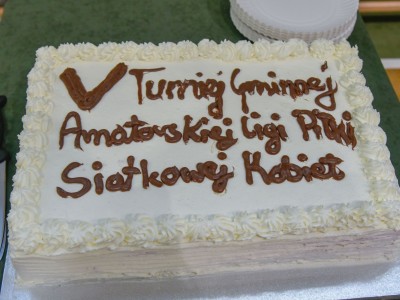 V Turniej Gminnej
Amatorskiej Ligi Piłki
Siatkowej Kobiet